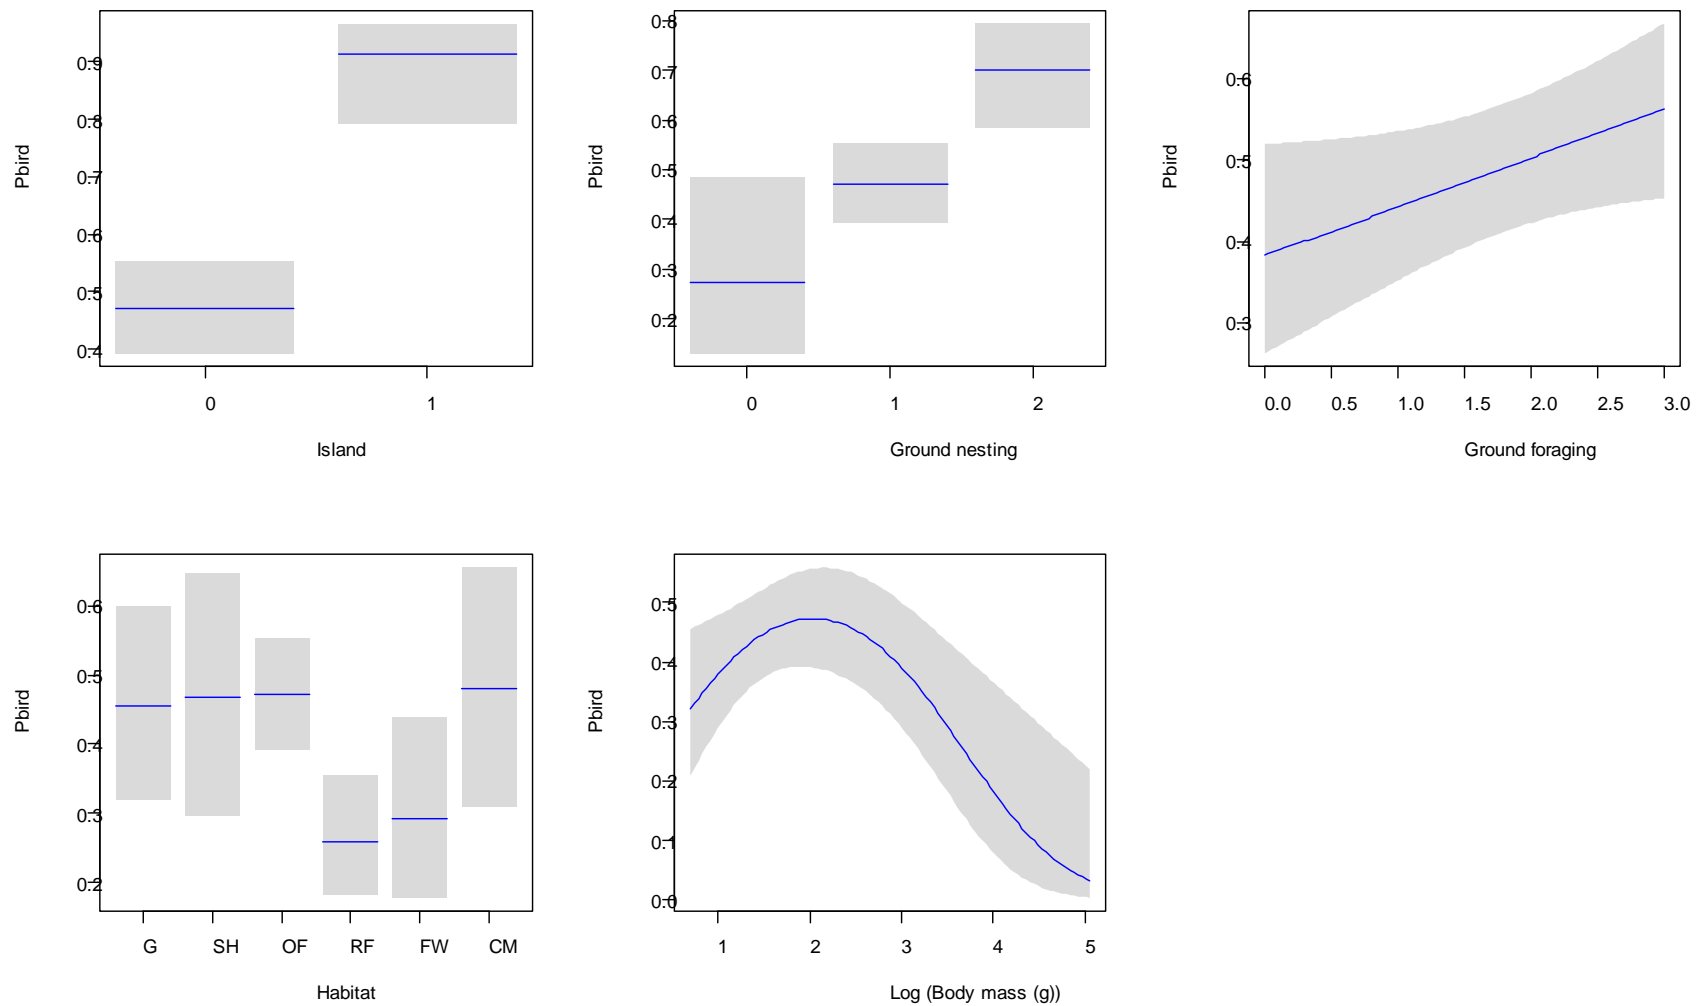 Pbird
0.9
0.8
0.7
0.6
0.5
0.4
0 1
Island
Pbird
0.8
0.7
0.6
0.5
0.4
0.3
0.2
0 1 2
Ground nesting
Pbird
0.6
0.5
0.4
0.3
0.0 0.5 1.0 1.5 2.0 2.5 3.0
Ground foraging
Pbird
0.6
0.5
0.4
0.3
0.2
G SH OF RF FW CM
Habitat
Pbird
0.5
0.4
0.3
0.2
0.1
0.0
1 2 3 4 5
Log (Body mass (g))